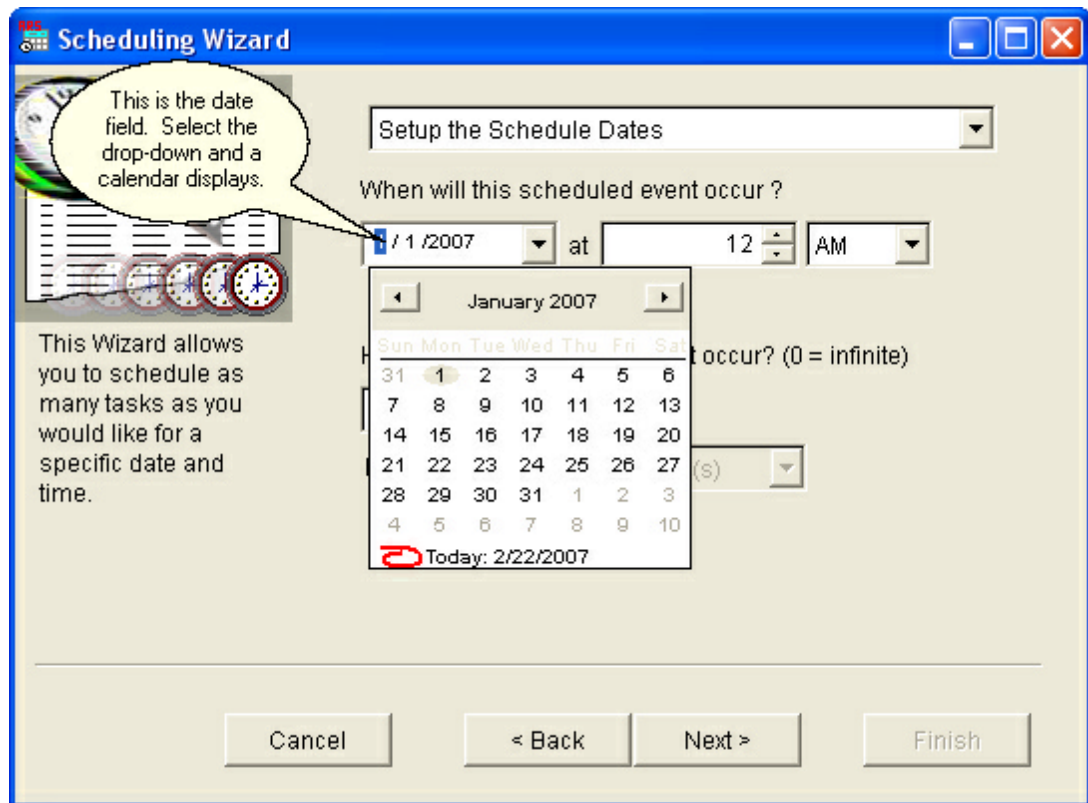 Scheduling Wizard
This is the date
field. Select the
drop-down and a
calendar displays.
Setup the Schedule Dates
When will this scheduled event occur ?
1 / 1 /2007 at 12 AM
January 2007
Sun Mon Tue Wed Thu Fri Sat
31 1 2 3 4 5 6
7 8 9 10 11 12 13
14 15 16 17 18 19 20
21 22 23 24 25 26 27
28 29 30 31 1 2 3
4 5 6 7 8 9 10
Today: 2/22/2007
occur? (0 = infinite)
(s)
This Wizard allows
you to schedule as
many tasks as you
would like for a
specific date and
time.
Cancel < Back Next > Finish